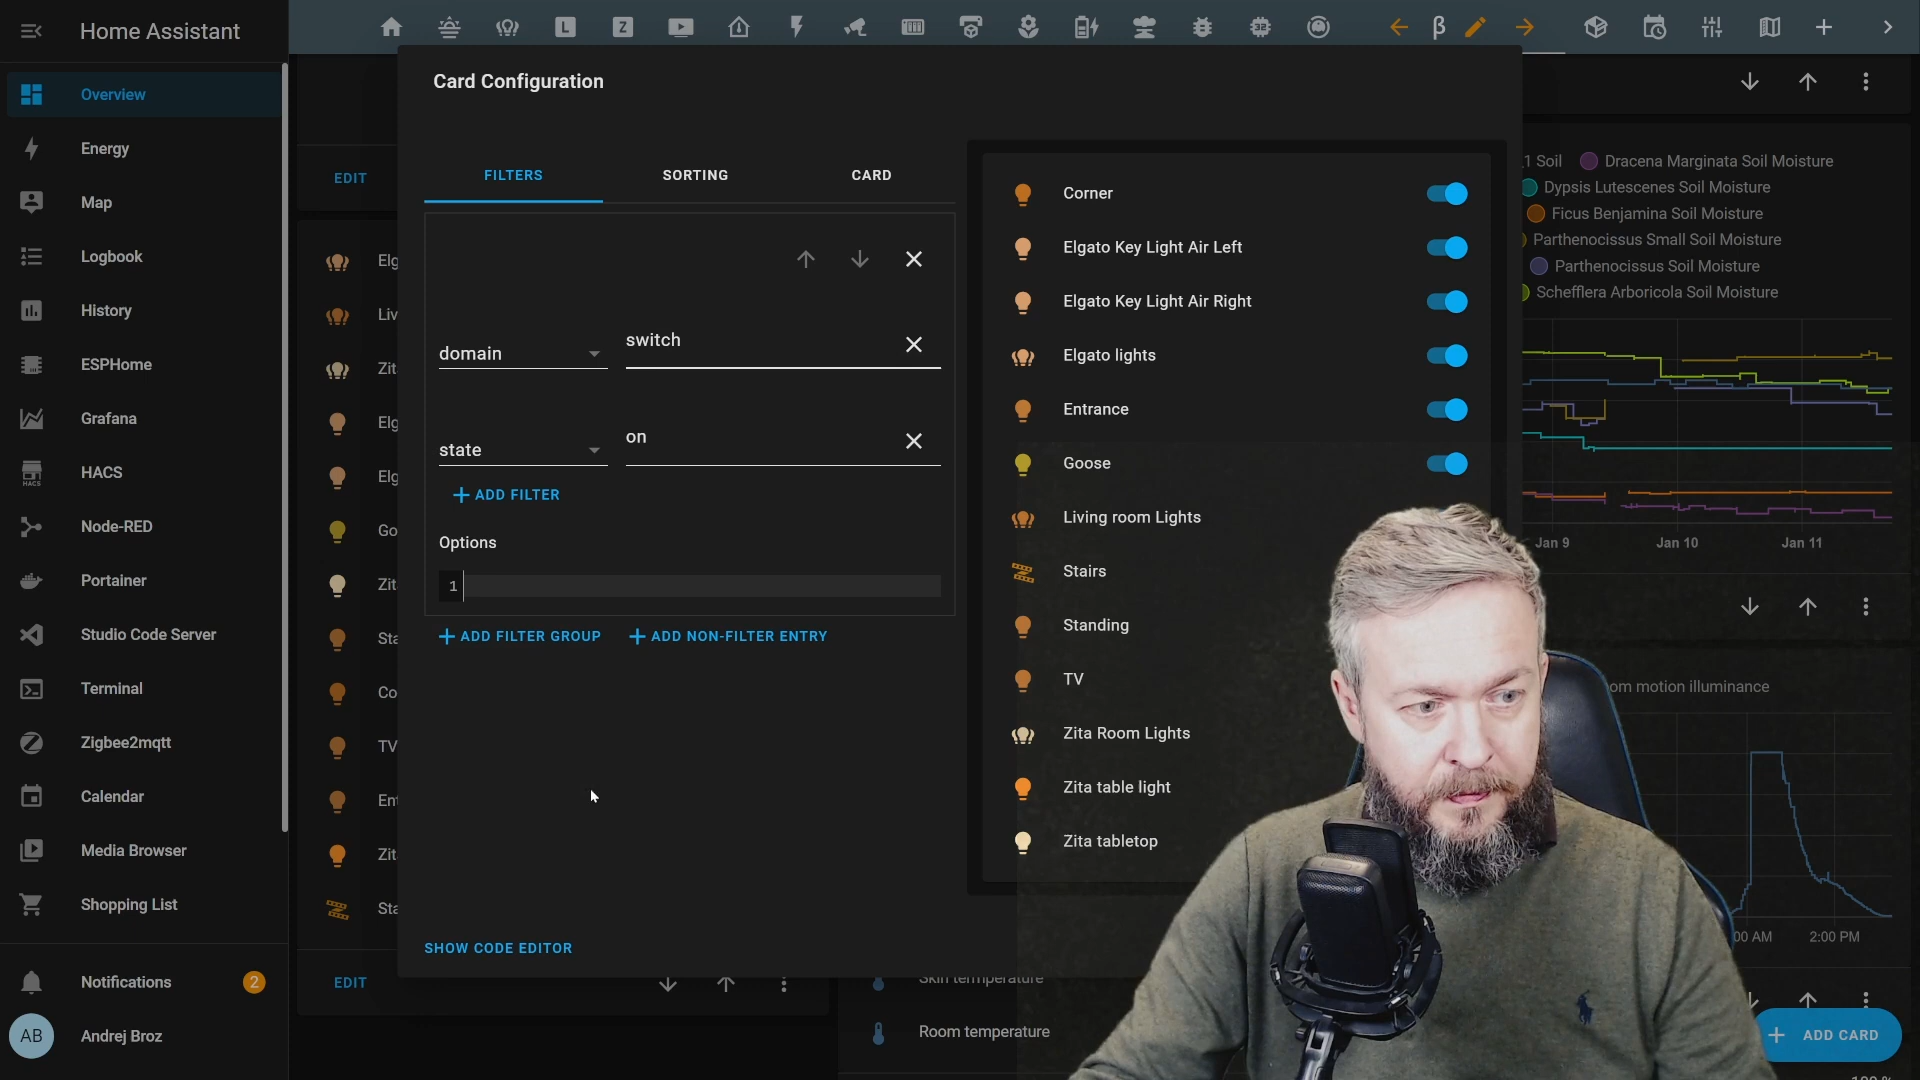 Home Assistant
L
Z
β
Overview
Energy
Map
Logbook
History
ESPHome
Grafana
HACS
HACS
Node-RED
Portainer
Studio Code Server
Terminal
Zigbee2mqtt
Calendar
Media Browser
Shopping List
Notifications
2
AB
Andrej Broz
EDIT
Elg
Liv
Zit
Elg
Elg
Go
Zit
Sta
Co
TV
Ent
Zit
Sta
EDIT
Card Configuration
FILTERS
SORTING
CARD
domain
switch
state
on
ADD FILTER
Options
1
ADD FILTER GROUP
ADD NON-FILTER ENTRY
SHOW CODE EDITOR
Corner
Elgato Key Light Air Left
Elgato Key Light Air Right
Elgato lights
Entrance
Goose
Living room Lights
Stairs
Standing
TV
Zita Room Lights
Zita table light
Zita tabletop
1 Soil
Dracena Marginata Soil Moisture
Dypsis Lutescenes Soil Moisture
Ficus Benjamina Soil Moisture
Parthenocissus Small Soil Moisture
Parthenocissus Soil Moisture
Schefflera Arboricola Soil Moisture
Jan 9
Jan 10
Jan 11
om motion illuminance
00 AM
2:00 PM
Skin termperature
Room temperature
ADD CARD